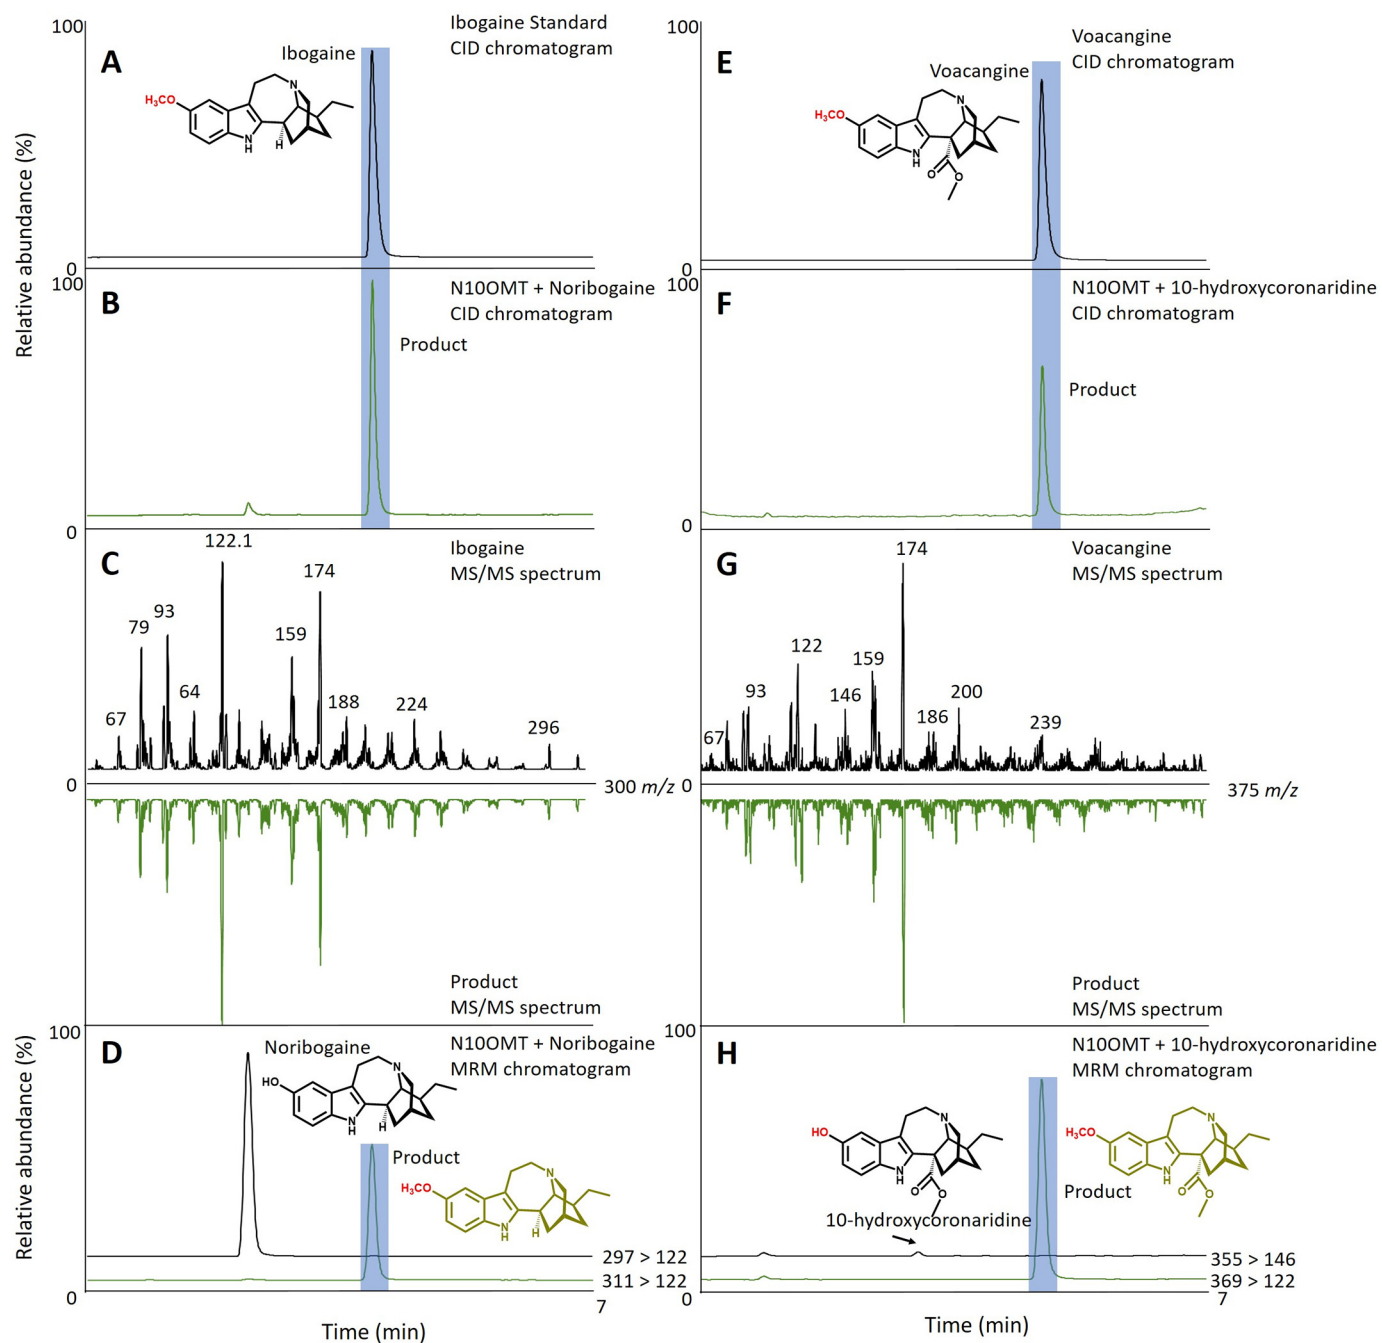 100
A
Ibogaine
Ibogaine Standard
CID chromatogram
H₃CO
N
N
H
H
Relative abundance (%)
0
100
B
N10OMT + Noribogaine
CID chromatogram
Product
0
C
122.1
Ibogaine
MS/MS spectrum
174
93
79
159
64
67
188
224
296
0
300 m/z
Product
MS/MS spectrum
100
Relative abundance (%)
D
Noribogaine
N10OMT + Noribogaine
MRM chromatogram
HO
N
N
H
H
Product
H₃CO
N
N
H
H
297 > 122
311 > 122
0
7
Time (min)
100
E
Voacangine
Voacangine
CID chromatogram
H₃CO
N
N
H
O
O
0
100
F
N10OMT + 10-hydroxycoronaridine
CID chromatogram
Product
0
G
174
Voacangine
MS/MS spectrum
122
159
93
146
200
186
67
239
0
375 m/z
Product
MS/MS spectrum
100
H
N10OMT + 10-hydroxycoronaridine
MRM chromatogram
HO
N
N
H
O
O
H₃CO
N
N
H
O
O
Product
10-hydroxycoronaridine
355 > 146
369 > 122
0
7
Time (min)